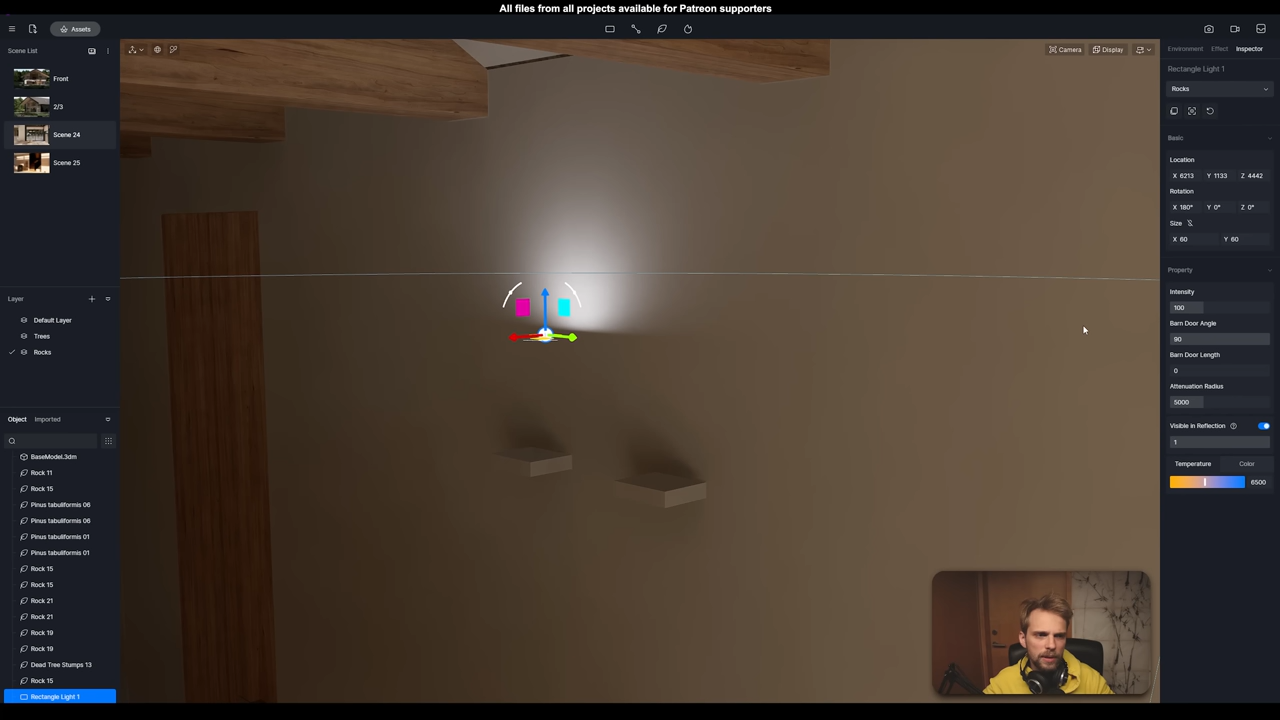 All files from all projects available for Patreon supporters
Assets
Scene List
Front
2/3
Scene 24
Scene 25
Layer
Default Layer
Trees
Rocks
Object Imported
BaseModel.3dm
Rock 11
Rock 15
Pinus tabuliformis 06
Pinus tabuliformis 06
Pinus tabuliformis 01
Pinus tabuliformis 01
Rock 15
Rock 15
Rock 21
Rock 21
Rock 19
Rock 19
Dead Tree Stumps 13
Rock 15
Rectangle Light 1
Camera Display
Environment Effect Inspector
Rectangle Light 1
Rocks
Basic
Location
X 6213 Y 1133 Z 4442
Rotation
X 180° Y 0° Z 0°
Size
X 60 Y 60
Property
Intensity
100
Barn Door Angle
90
Barn Door Length
0
Attenuation Radius
5000
Visible in Reflection
1
Temperature Color
6500